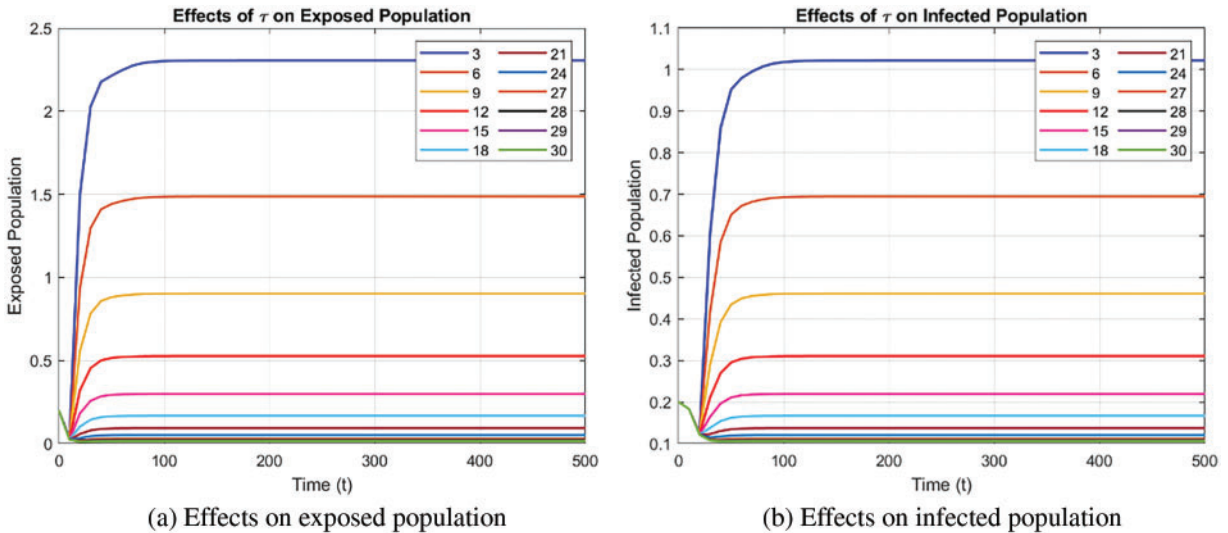 Effects of τ on Exposed Population
2.5
2
1.5
1
0.5
0
Exposed Population
3 21
6 24
9 27
12 28
15 29
18 30
0 100 200 300 400 500
Time (t)
(a) Effects on exposed population
Effects of τ on Infected Population
1.1
1
0.9
0.8
0.7
0.6
0.5
0.4
0.3
0.2
0.1
Infected Population
3 21
6 24
9 27
12 28
15 29
18 30
0 100 200 300 400 500
Time (t)
(b) Effects on infected population